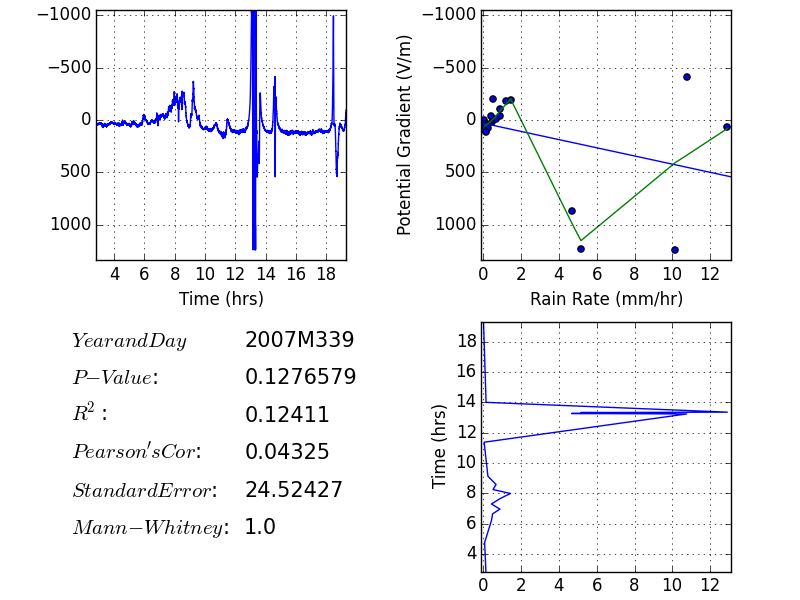 −1000
−500
0
500
1000
4 6 8 10 12 14 16 18
Time (hrs)
Potential Gradient (V/m)
−1000
−500
0
500
1000
0 2 4 6 8 10 12
Rain Rate (mm/hr)
YearandDay 2007M339
P−Value: 0.1276579
R²: 0.12411
Pearson'sCor: 0.04325
StandardError: 24.52427
Mann−Whitney: 1.0
Time (hrs)
18
16
14
12
10
8
6
4
0 2 4 6 8 10 12